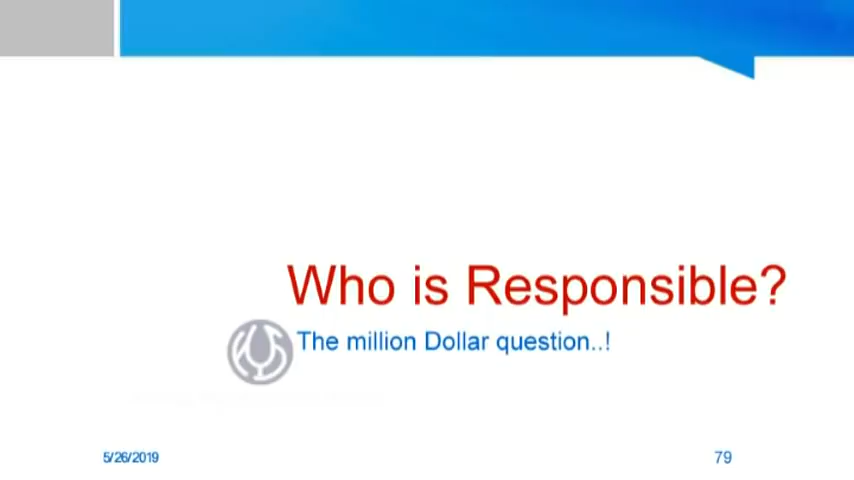 Who is Responsible?
The million Dollar question..!
5/26/2019
79